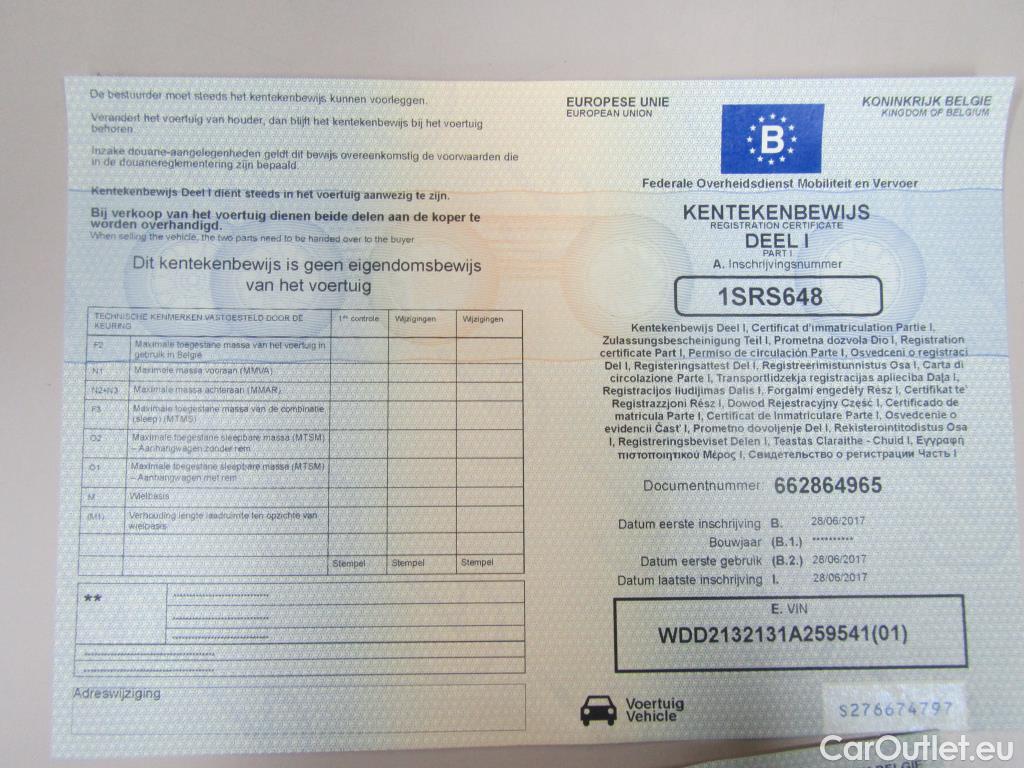 De bestuurder moet steeds het kentekenbewijs kunnen voorleggen.
Verandert het voertuig van houder, dan blijft het kentekenbewijs bij het voertuig
behoren.
Inzake douane-aangelegenheden geldt dit bewijs overeenkomstig de voorwaarden die
in de douanereglementering zijn bepaald.
Kentekenbewijs Deel I dient steeds in het voertuig aanwezig te zijn.
Bij verkoop van het voertuig dienen beide delen aan de koper te
worden overhandigd.
When selling the vehicle, the two parts need to be handed over to the buyer
Dit kentekenbewijs is geen eigendomsbewijs
van het voertuig
TECHNISCHE KENMERKEN VASTGESTELD DOOR DE
KEURING
1ste controle
Wijzigingen
Wijzigingen
F2 Maximale toegestane massa van het voertuig in
gebruik in België
N1 Maximale massa vooraan (MMVA)
N2+N3 Maximale massa achteraan (MMAR)
F3 Maximale toegestane massa van de combinatie
(sleep) (MTMS)
O2 Maximale toegestane sleepbare massa (MTSM)
– Aanhangwagen zonder rem
O1 Maximale toegestane sleepbare massa (MTSM)
– Aanhangwagen met rem
M Wielbasis
(M1) Verhouding lengte laadruimte ten opzichte van
wielbasis
Stempel Stempel Stempel
**
Adreswijziging
EUROPESE UNIE
EUROPEAN UNION
B
KONINKRIJK BELGIE
KINGDOM OF BELGIUM
Federale Overheidsdienst Mobiliteit en Vervoer
KENTEKENBEWIJS
REGISTRATION CERTIFICATE
DEEL I
PART I
A. Inschrijvingsnummer
1SRS648
Kentekenbewijs Deel I, Certificat d'immatriculation Partie I,
Zulassungsbescheinigung Teil I, Prometna dozvola Dio I, Registration
certificate Part I, Permiso de circulación Parte I, Osvedceni o registraci
Del I, Registeringsattest Del I, Registreerimistunnistus Osa I, Carta di
circolazione Parte I, Transportlidzekja registracijas aplieciba Daļa I,
Registracijos liudijimas Dalis I, Forgalmi engedély Rész I, Certifikat te'
Registrazzjoni Rész I, Dowod Rejestracyjny Część I, Certificado de
matricula Parte I, Certificat de Inmatriculare Parte I, Osvedcenie o
evidencii Časť I, Prometno dovoljenje Del I, Rekisterointitodistus Osa
I, Registreringsbeviset Delen I, Teastas Claraithe - Chuid I, Εγγραφή
πιστοποιητικού Μέρος I, Свидетельство о регистрации Часть I
Documentnummer 662864965
Datum eerste inschrijving B. 28/06/2017
Bouwjaar (B.1.) **********
Datum eerste gebruik (B.2.) 28/06/2017
Datum laatste inschrijving I. 28/06/2017
E. VIN
WDD2132131A259541(01)
Voertuig
Vehicle
S276674797
CarOutlet.eu